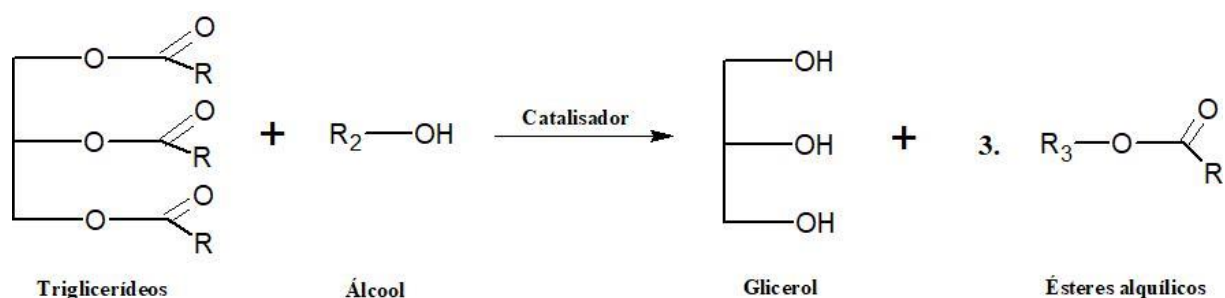 O
O
R
O
O
R
O
O
R
+
R₂ OH
Catalisador
OH
OH
OH
+
3.
R₃ O
O
R
Triglicerídeos
Álcool
Glicerol
Ésteres alquílicos